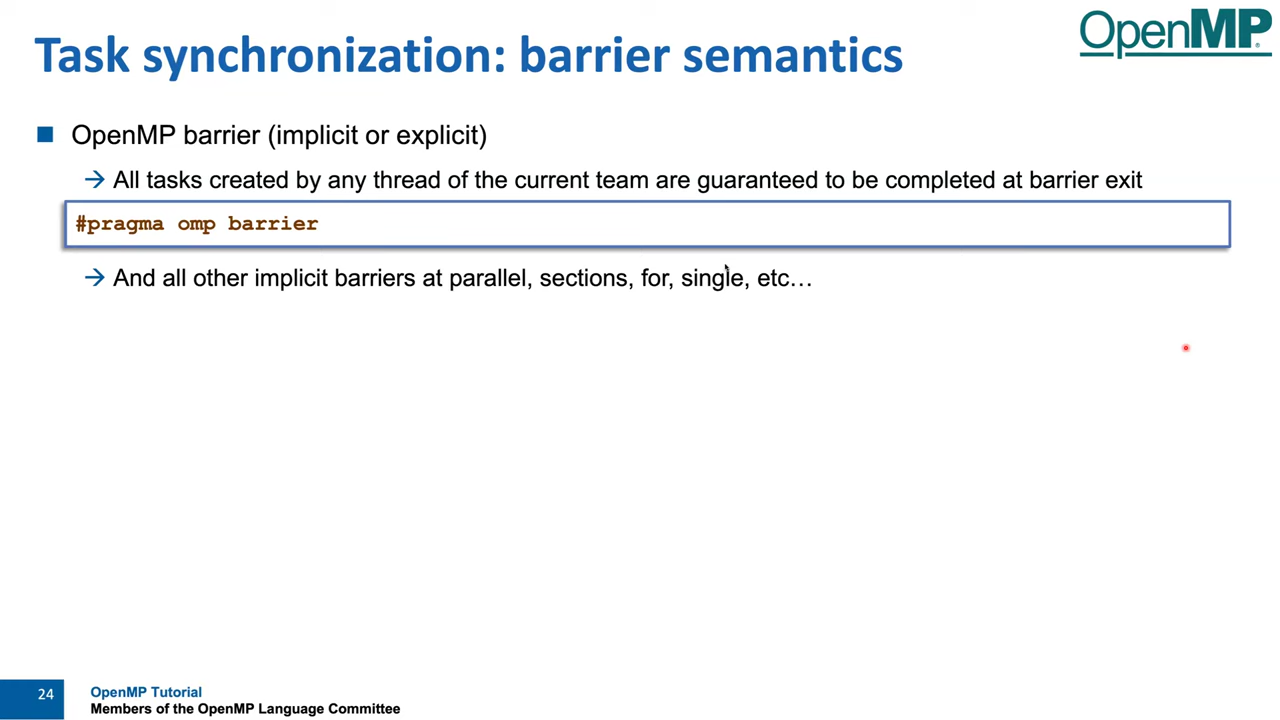 OpenMP
Task synchronization: barrier semantics
OpenMP barrier (implicit or explicit)
→ All tasks created by any thread of the current team are guaranteed to be completed at barrier exit
#pragma omp barrier
→ And all other implicit barriers at parallel, sections, for, single, etc…
24
OpenMP Tutorial
Members of the OpenMP Language Committee